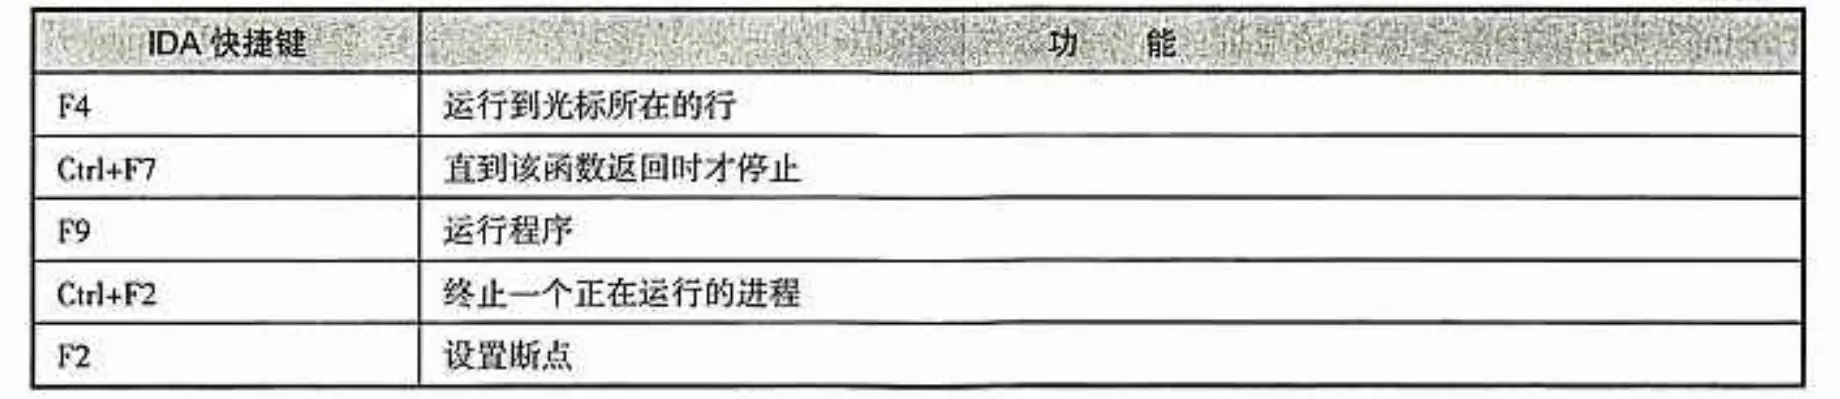 IDA 快捷键 功 能
F4 运行到光标所在的行
Ctrl+F7 直到该函数返回时才停止
F9 运行程序
Ctrl+F2 终止一个正在运行的进程
F2 设置断点